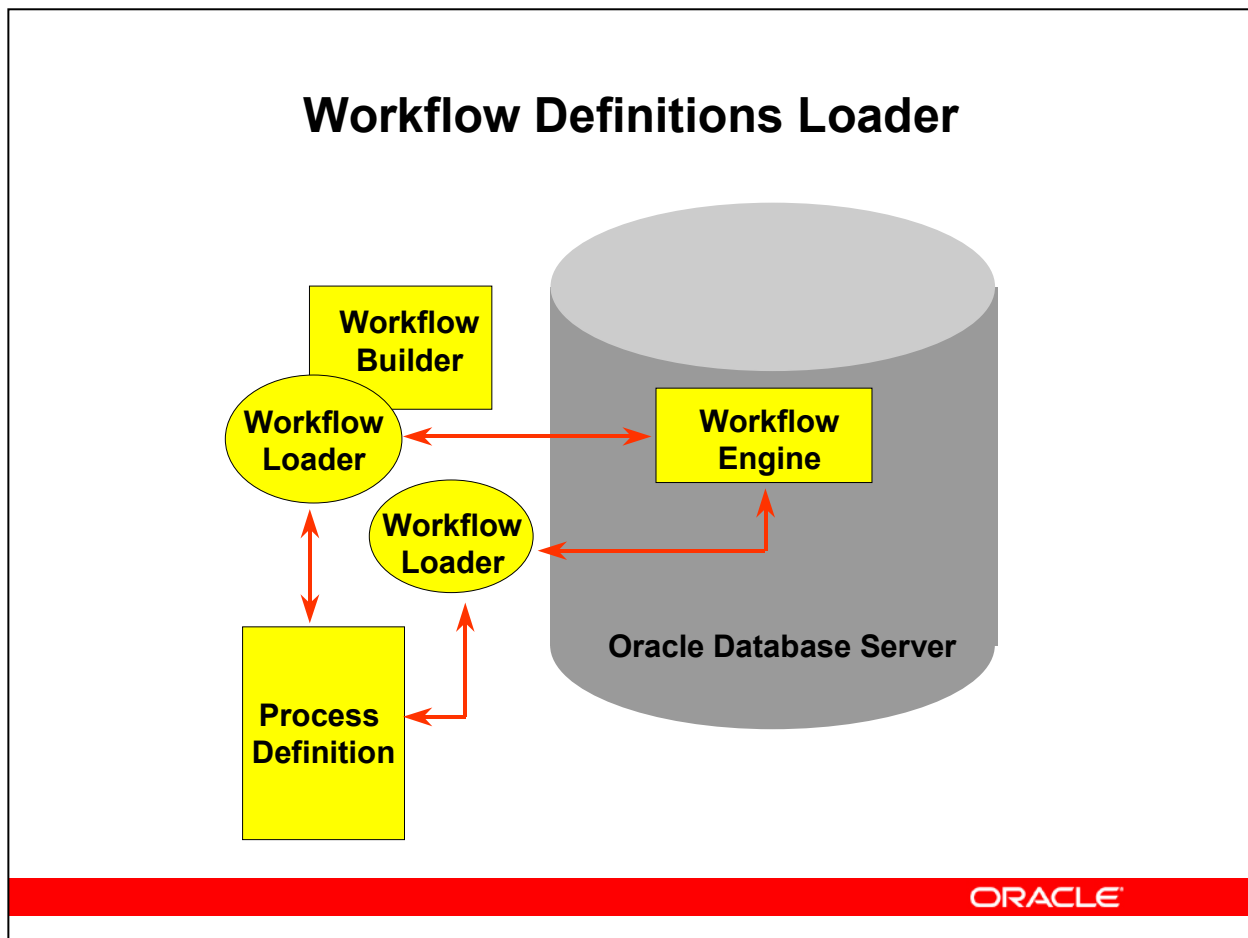 Workflow Definitions Loader
Workflow
Builder
Workflow
Loader
Workflow
Engine
Workflow
Loader
Oracle Database Server
Process
Definition
ORACLE